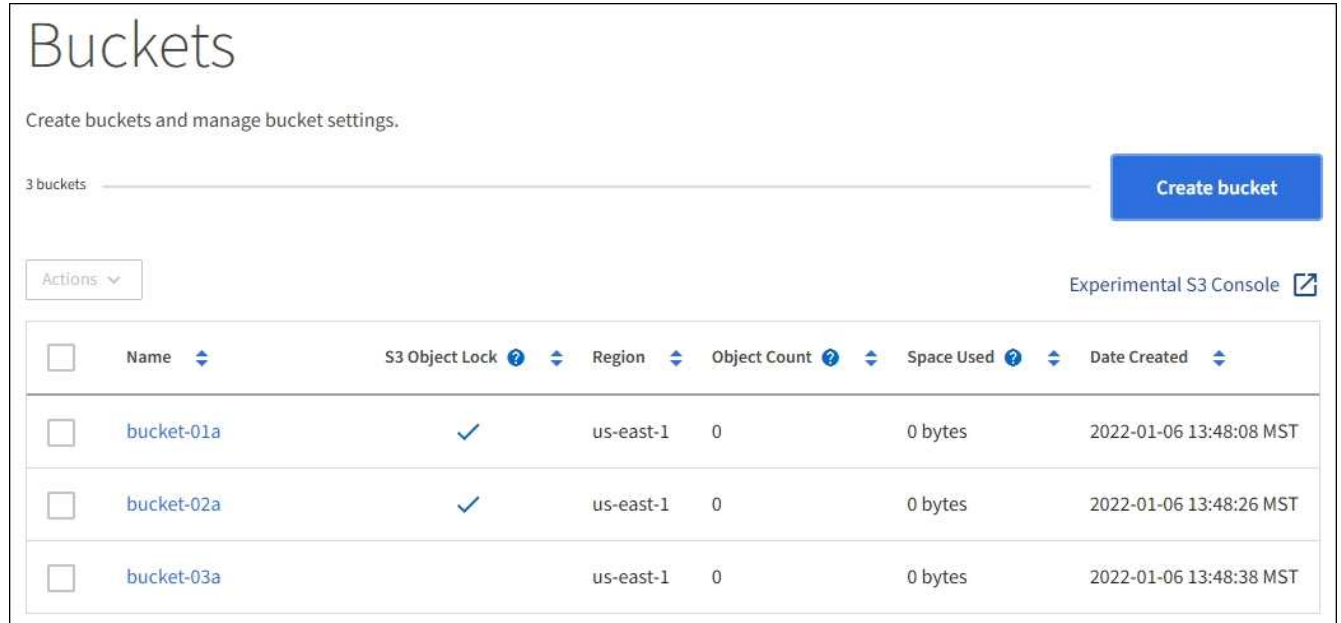 Buckets
Create buckets and manage bucket settings.
3 buckets
Create bucket
Actions
Experimental S3 Console
Name S3 Object Lock ? Region Object Count ? Space Used ? Date Created
bucket-01a us-east-1 0 0 bytes 2022-01-06 13:48:08 MST
bucket-02a us-east-1 0 0 bytes 2022-01-06 13:48:26 MST
bucket-03a us-east-1 0 0 bytes 2022-01-06 13:48:38 MST